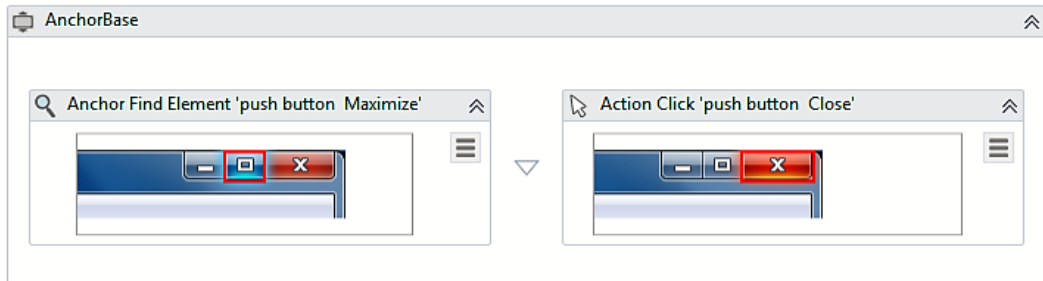 AnchorBase
Anchor Find Element 'push button  Maximize'
Action Click 'push button  Close'